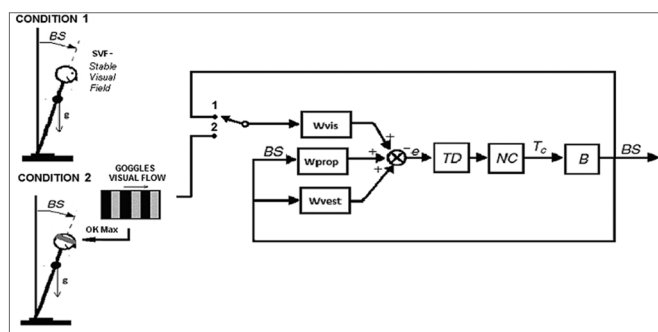 CONDITION 1
BS
SVF -
Stable
Visual
Field
g
1
2
Wvis
BS
Wprop
Wvest
+
+
+
- e
TD
NC
Tc
B
BS
CONDITION 2
BS
GOGGLES
VISUAL FLOW
OK Max
g